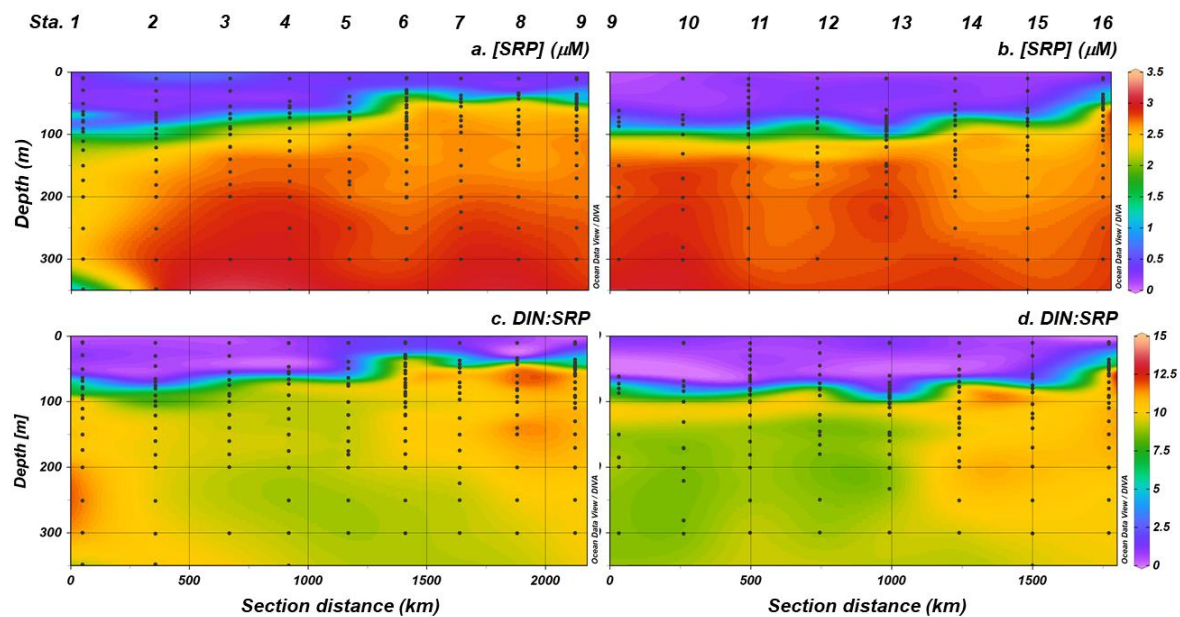 Sta. 1 2 3 4 5 6 7 8 9 9 10 11 12 13 14 15 16
a. [SRP] (µM) b. [SRP] (µM)
0
100
200
300
Depth (m)
Ocean Data View / DIVA
Ocean Data View / DIVA
3.5
3
2.5
2
1.5
1
0.5
0
c. DIN:SRP d. DIN:SRP
0
100
200
300
Depth [m]
Ocean Data View / DIVA
Ocean Data View / DIVA
15
12.5
10
7.5
5
2.5
0
0 500 1000 1500 2000 0 500 1000 1500
Section distance (km) Section distance (km)